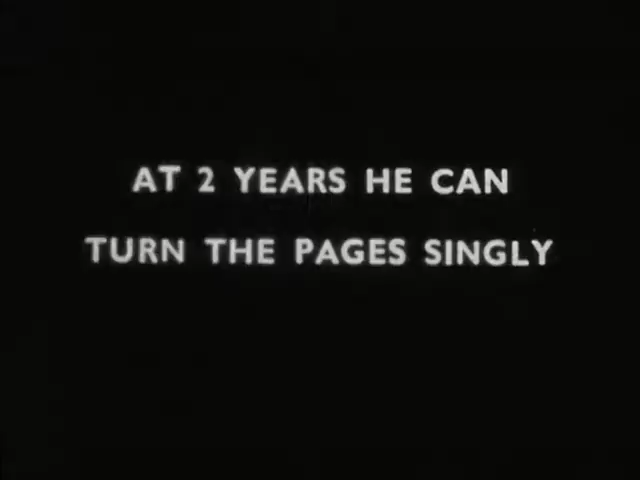 AT 2 YEARS HE CAN
TURN THE PAGES SINGLY